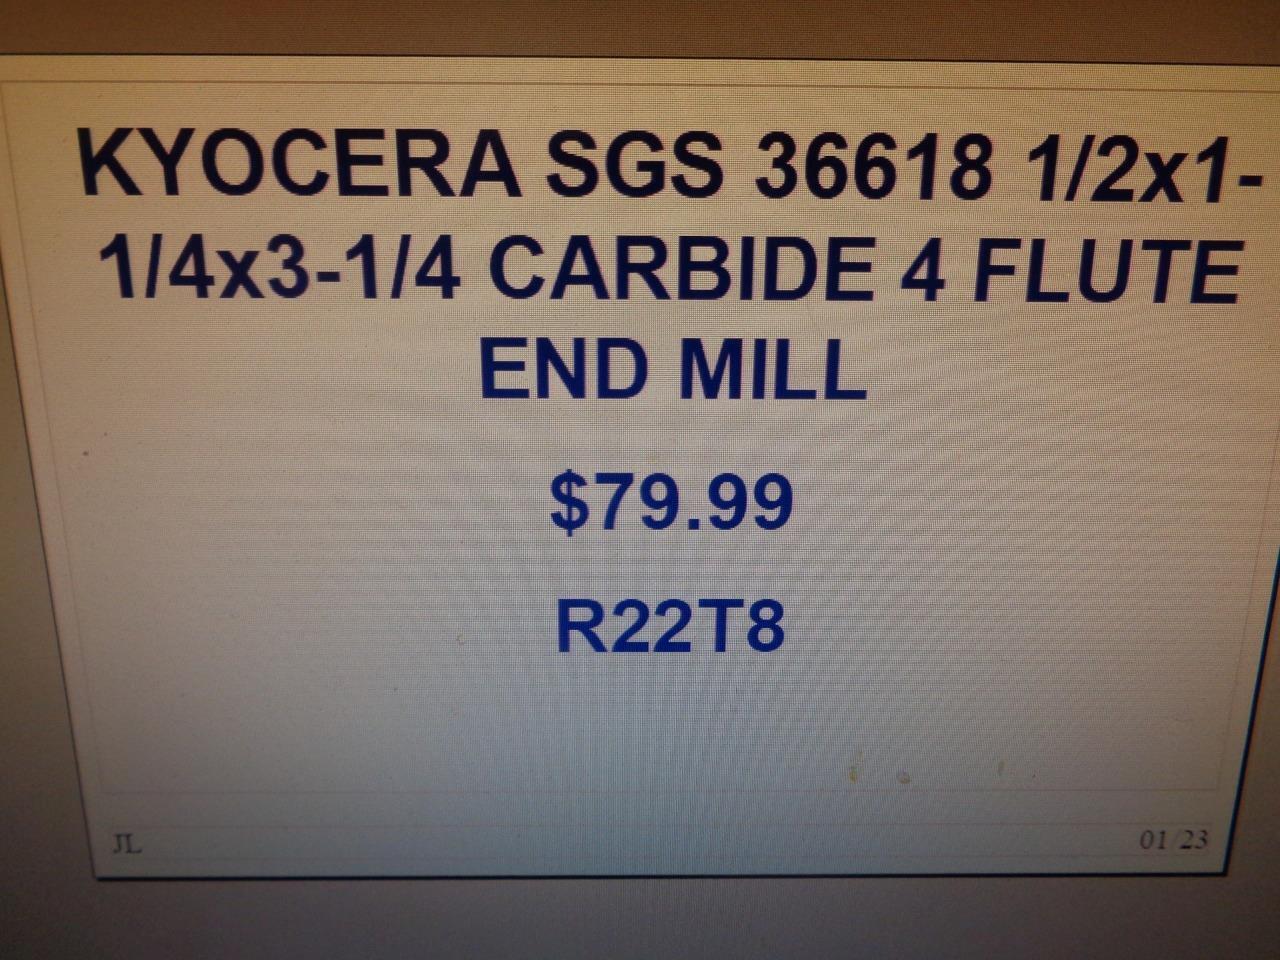 KYOCERA SGS 36618 1/2x1-
1/4x3-1/4 CARBIDE 4 FLUTE
END MILL
$79.99
R22T8
JL
01/23